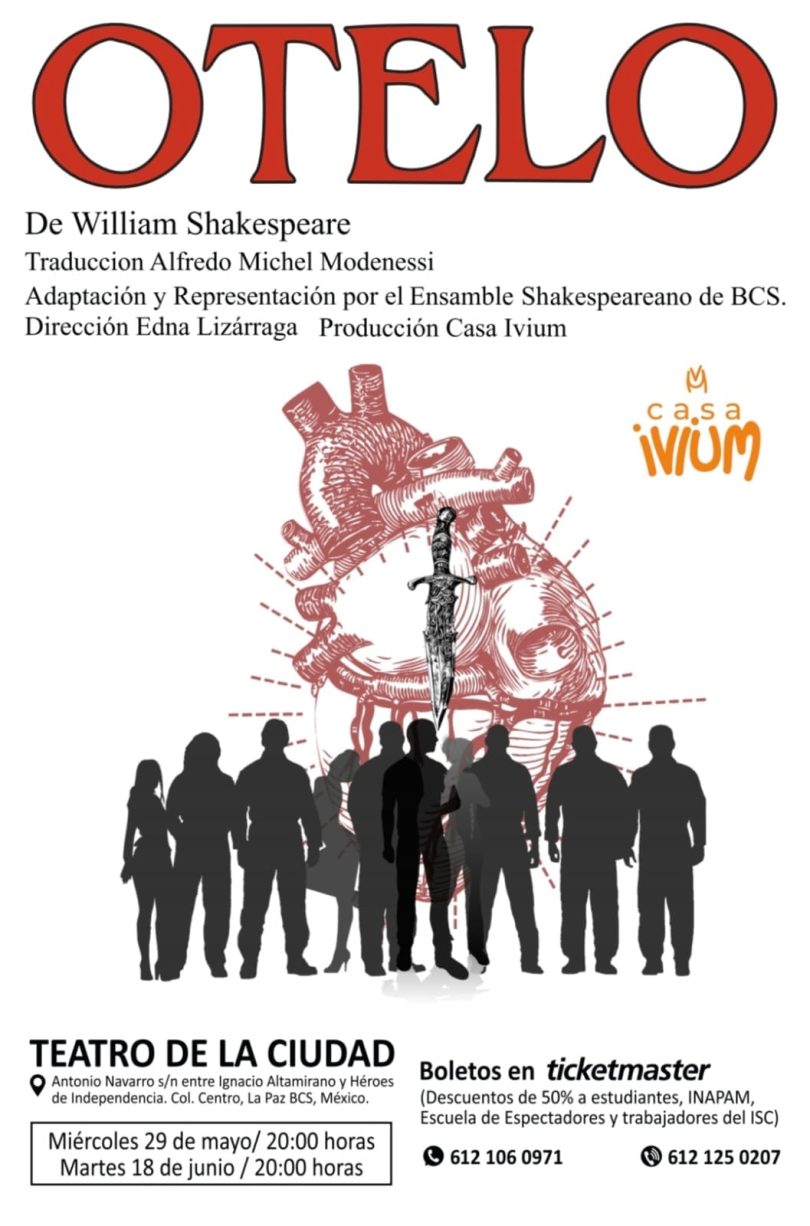 OTELO
De William Shakespeare
Traduccion Alfredo Michel Modenessi
Adaptación y Representación por el Ensamble Shakespeareano de BCS.
Dirección Edna Lizárraga   Producción Casa Ivium
casa
ivium
TEATRO DE LA CIUDAD
Antonio Navarro s/n entre Ignacio Altamirano y Héroes
de Independencia. Col. Centro, La Paz BCS, México.
Miércoles 29 de mayo/ 20:00 horas
Martes 18 de junio / 20:00 horas
Boletos en ticketmaster
(Descuentos de 50% a estudiantes, INAPAM,
Escuela de Espectadores y trabajadores del ISC)
612 106 0971   612 125 0207